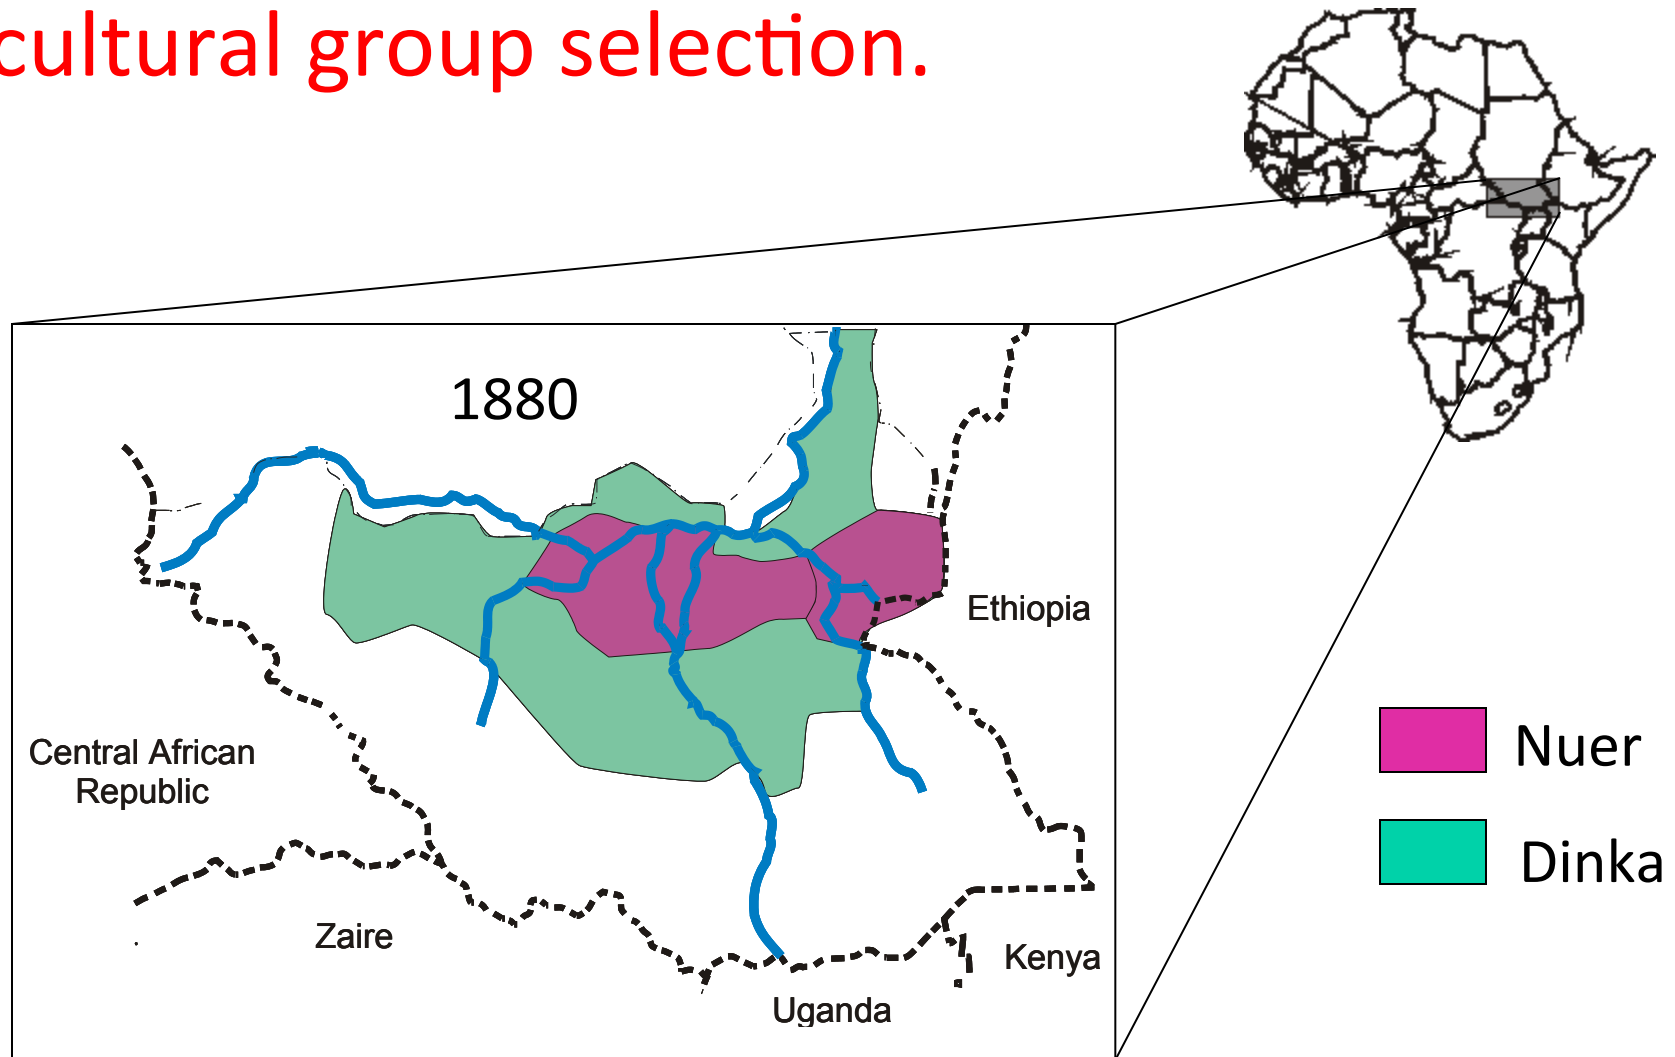 cultural group selection.
1880
Ethiopia
Central African
Republic
Zaire
Kenya
Uganda
Nuer
Dinka